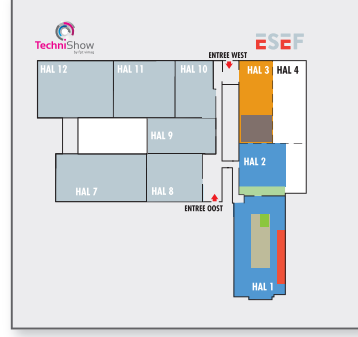 TechniShow
ESEF
ENTREE WEST
HAL 12
HAL 11
HAL 10
HAL 3
HAL 4
HAL 9
HAL 2
HAL 7
HAL 8
ENTREE OOST
HAL 1